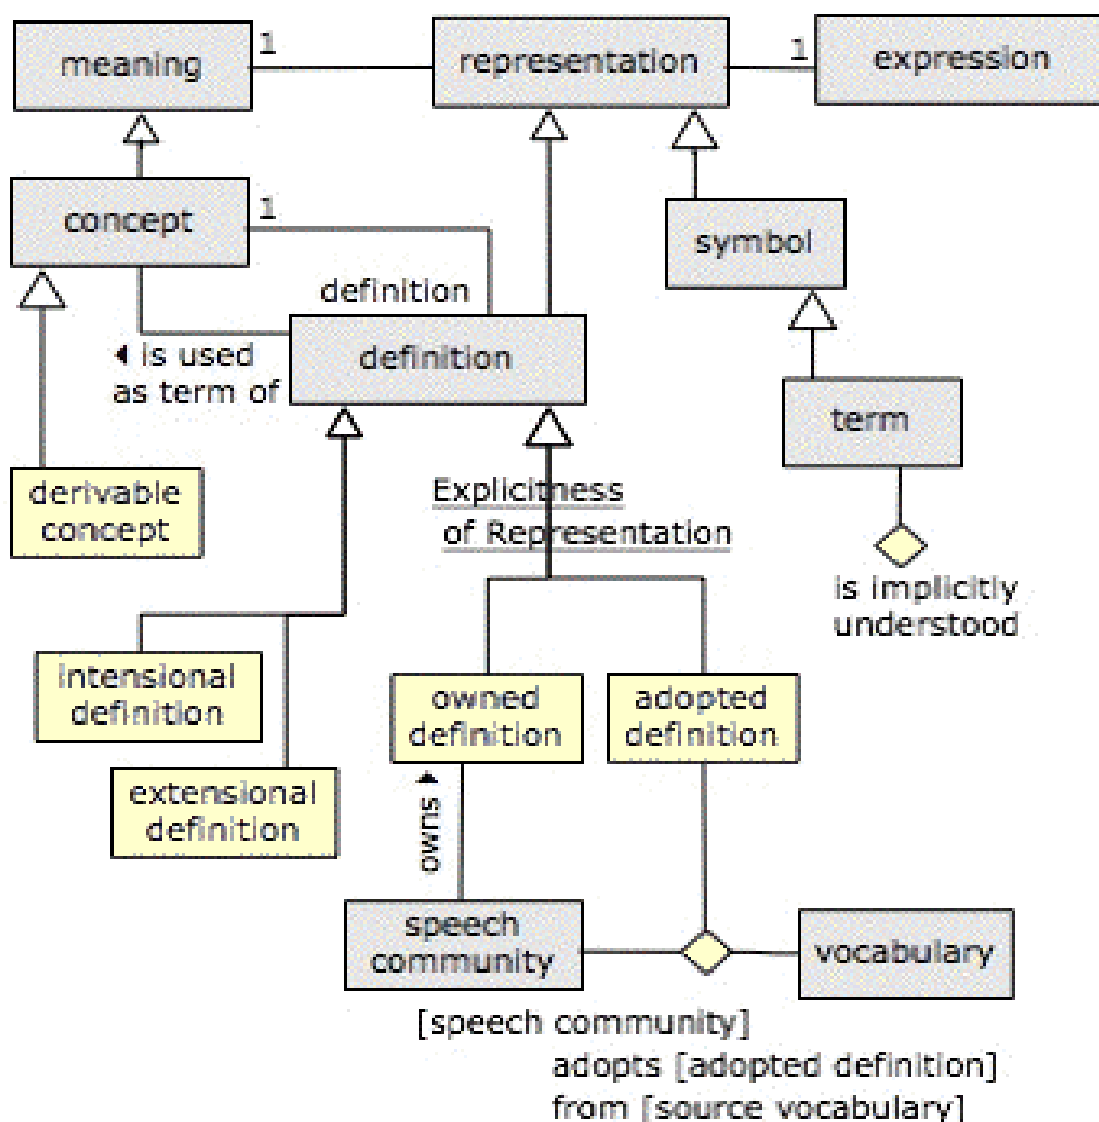 meaning
1
representation
1
expression
concept
1
symbol
definition
definition
◄ is used
as term of
term
derivable
concept
Explicitness
of Representation
is implicitly
understood
intensional
definition
owned
definition
adopted
definition
extensional
definition
owns ►
speech
community
vocabulary
[speech community]
adopts [adopted definition]
from [source vocabulary]